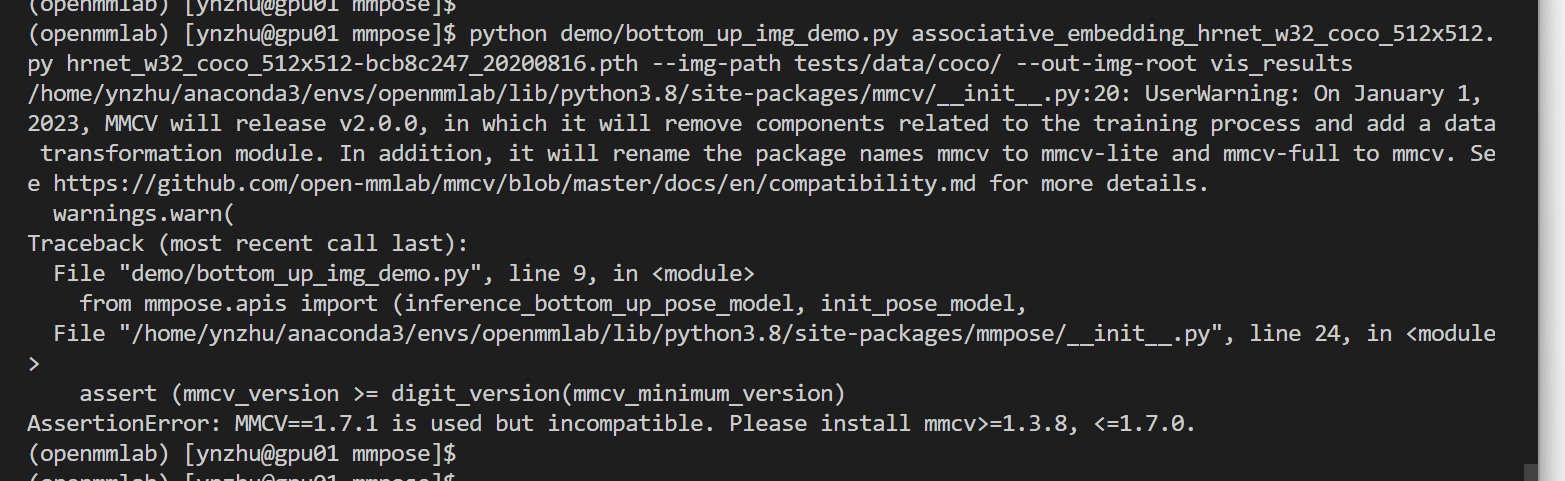 (openmmlab) [ynzhu@gpu01 mmpose]$
(openmmlab) [ynzhu@gpu01 mmpose]$ python demo/bottom_up_img_demo.py associative_embedding_hrnet_w32_coco_512x512.
py hrnet_w32_coco_512x512-bcb8c247_20200816.pth --img-path tests/data/coco/ --out-img-root vis_results
/home/ynzhu/anaconda3/envs/openmmlab/lib/python3.8/site-packages/mmcv/__init__.py:20: UserWarning: On January 1,
2023, MMCV will release v2.0.0, in which it will remove components related to the training process and add a data
 transformation module. In addition, it will rename the package names mmcv to mmcv-lite and mmcv-full to mmcv. Se
e https://github.com/open-mmlab/mmcv/blob/master/docs/en/compatibility.md for more details.
  warnings.warn(
Traceback (most recent call last):
  File "demo/bottom_up_img_demo.py", line 9, in <module>
    from mmpose.apis import (inference_bottom_up_pose_model, init_pose_model,
  File "/home/ynzhu/anaconda3/envs/openmmlab/lib/python3.8/site-packages/mmpose/__init__.py", line 24, in <module
>
    assert (mmcv_version >= digit_version(mmcv_minimum_version)
AssertionError: MMCV==1.7.1 is used but incompatible. Please install mmcv>=1.3.8, <=1.7.0.
(openmmlab) [ynzhu@gpu01 mmpose]$
(openmmlab) [ynzhu@gpu01 mmpose]$